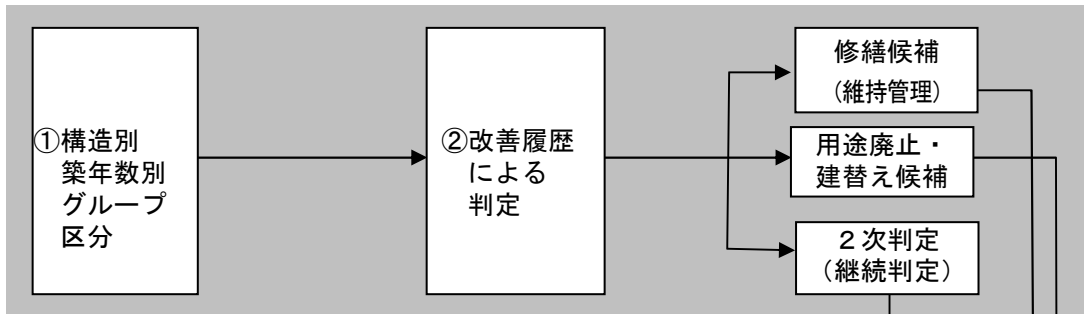 ①構造別
築年数別
グループ
区分
②改善履歴
による
判定
修繕候補
（維持管理）
用途廃止・
建替え候補
２次判定
（継続判定）